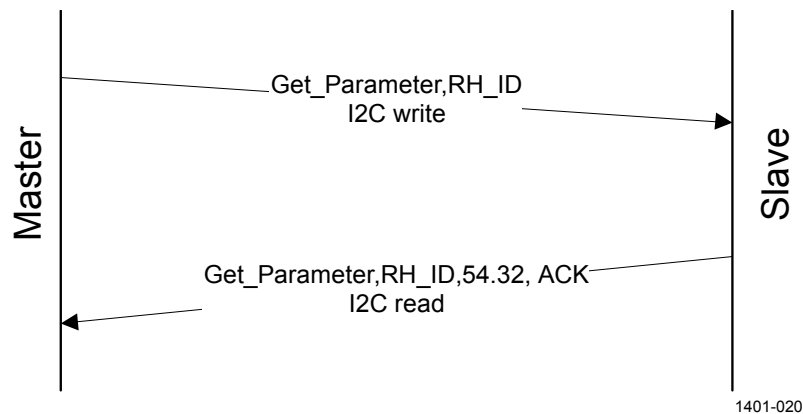 Master
Get_Parameter,RH_ID
I2C write
Slave
Get_Parameter,RH_ID,54.32, ACK
I2C read
1401-020